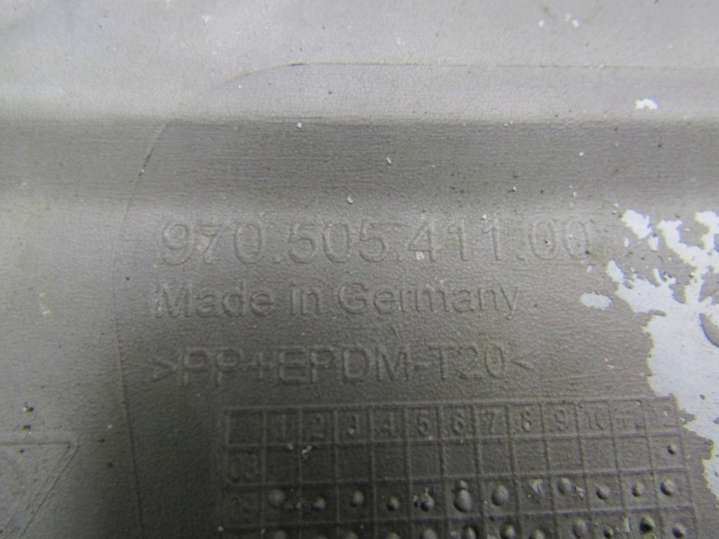 970.505.411.00
Made in Germany
>PP+EPDM-T20<
1 2 3 4 5 6 7 8 9 10 11